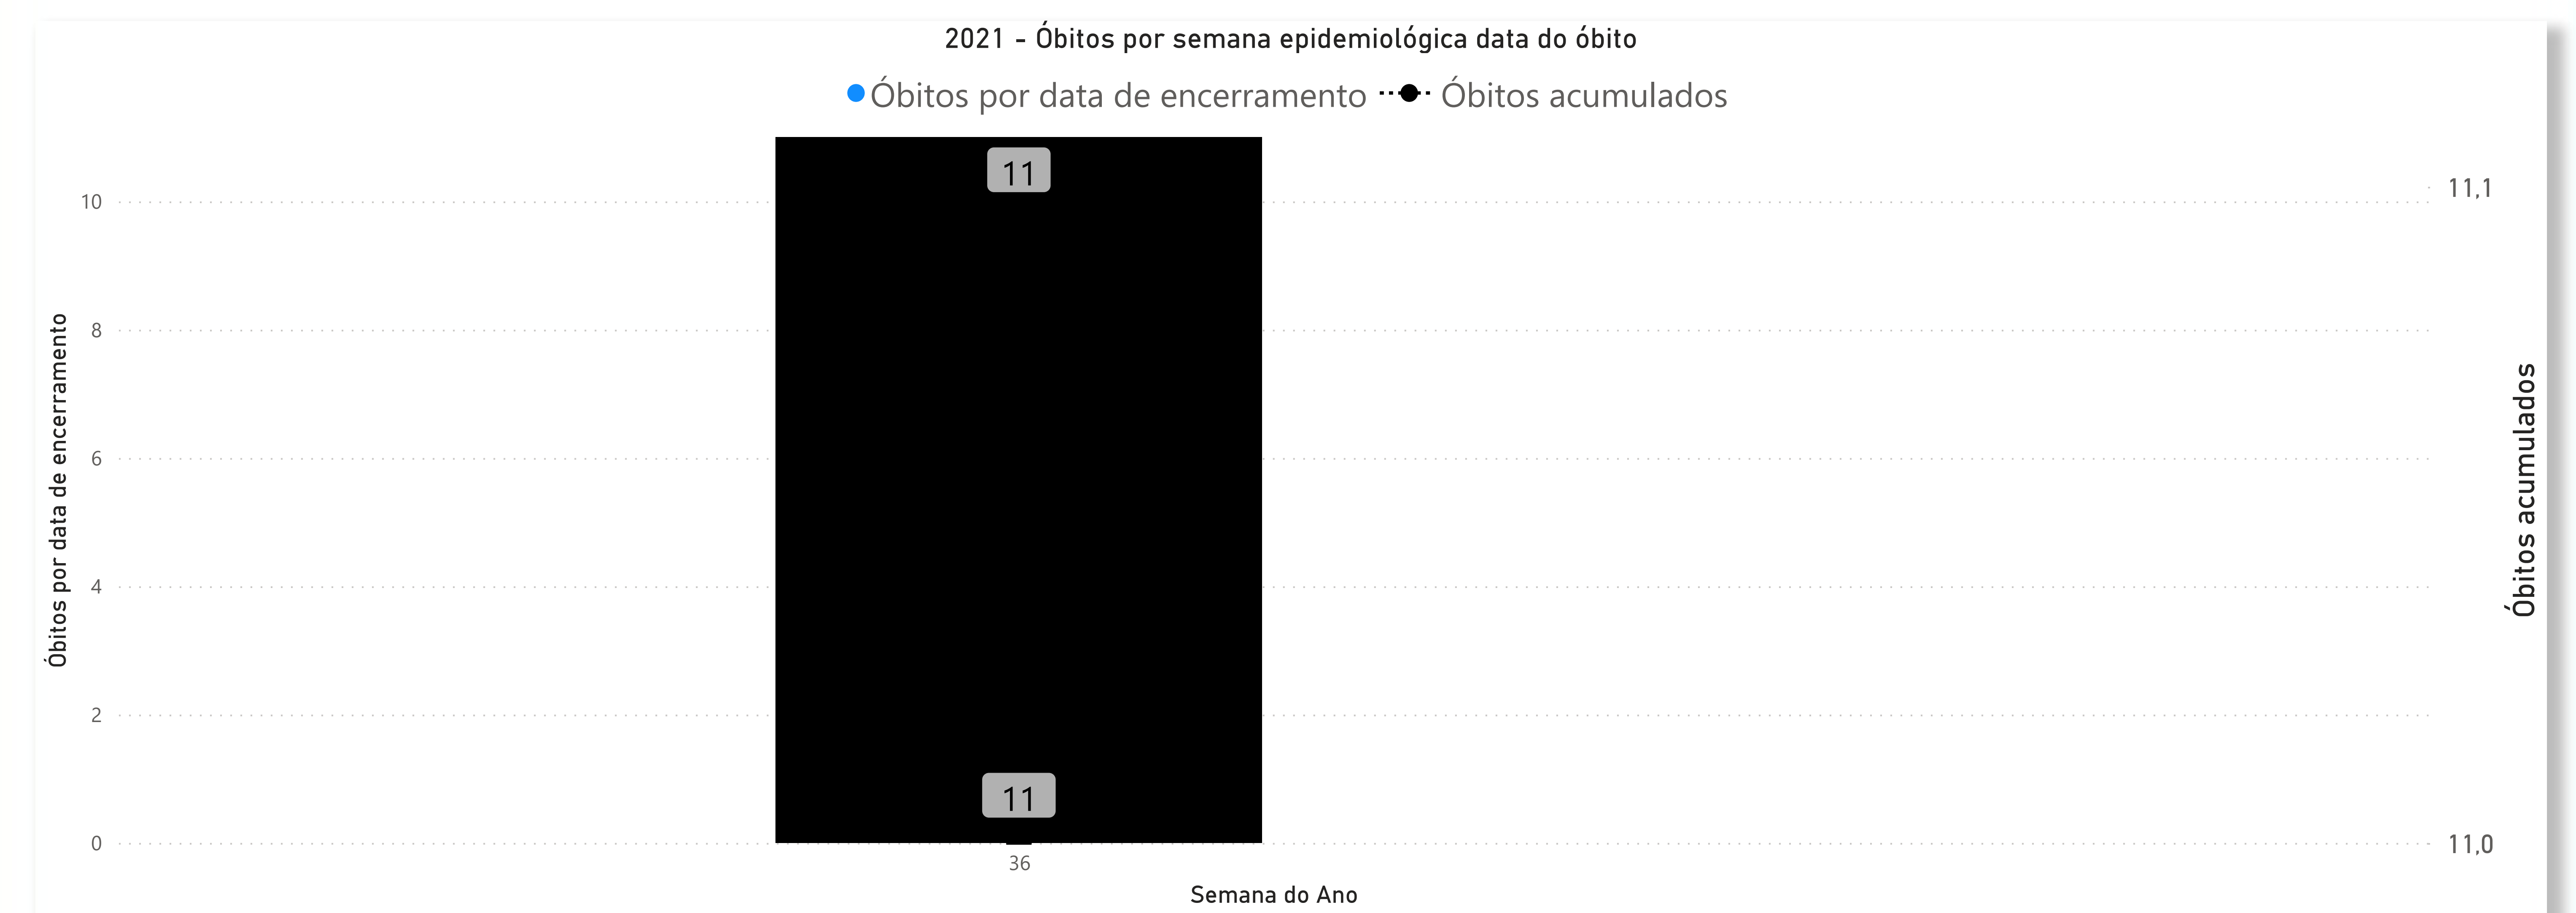 2021 - Óbitos por semana epidemiológica data do óbito
Óbitos por data de encerramento Óbitos acumulados
11
10
11,1
8
6
4
2
11
0
11,0
36
Semana do Ano
Óbitos por data de encerramento
Óbitos acumulados